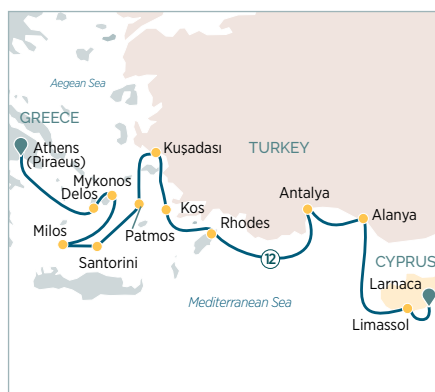 Aegean Sea
GREECE
Athens
(Piraeus)
Kuşadası
TURKEY
Mykonos
Delos
Antalya
Kos
Rhodes
Alanya
Milos
Patmos
Santorini
12
CYPRUS
Larnaca
Mediterranean Sea
Limassol